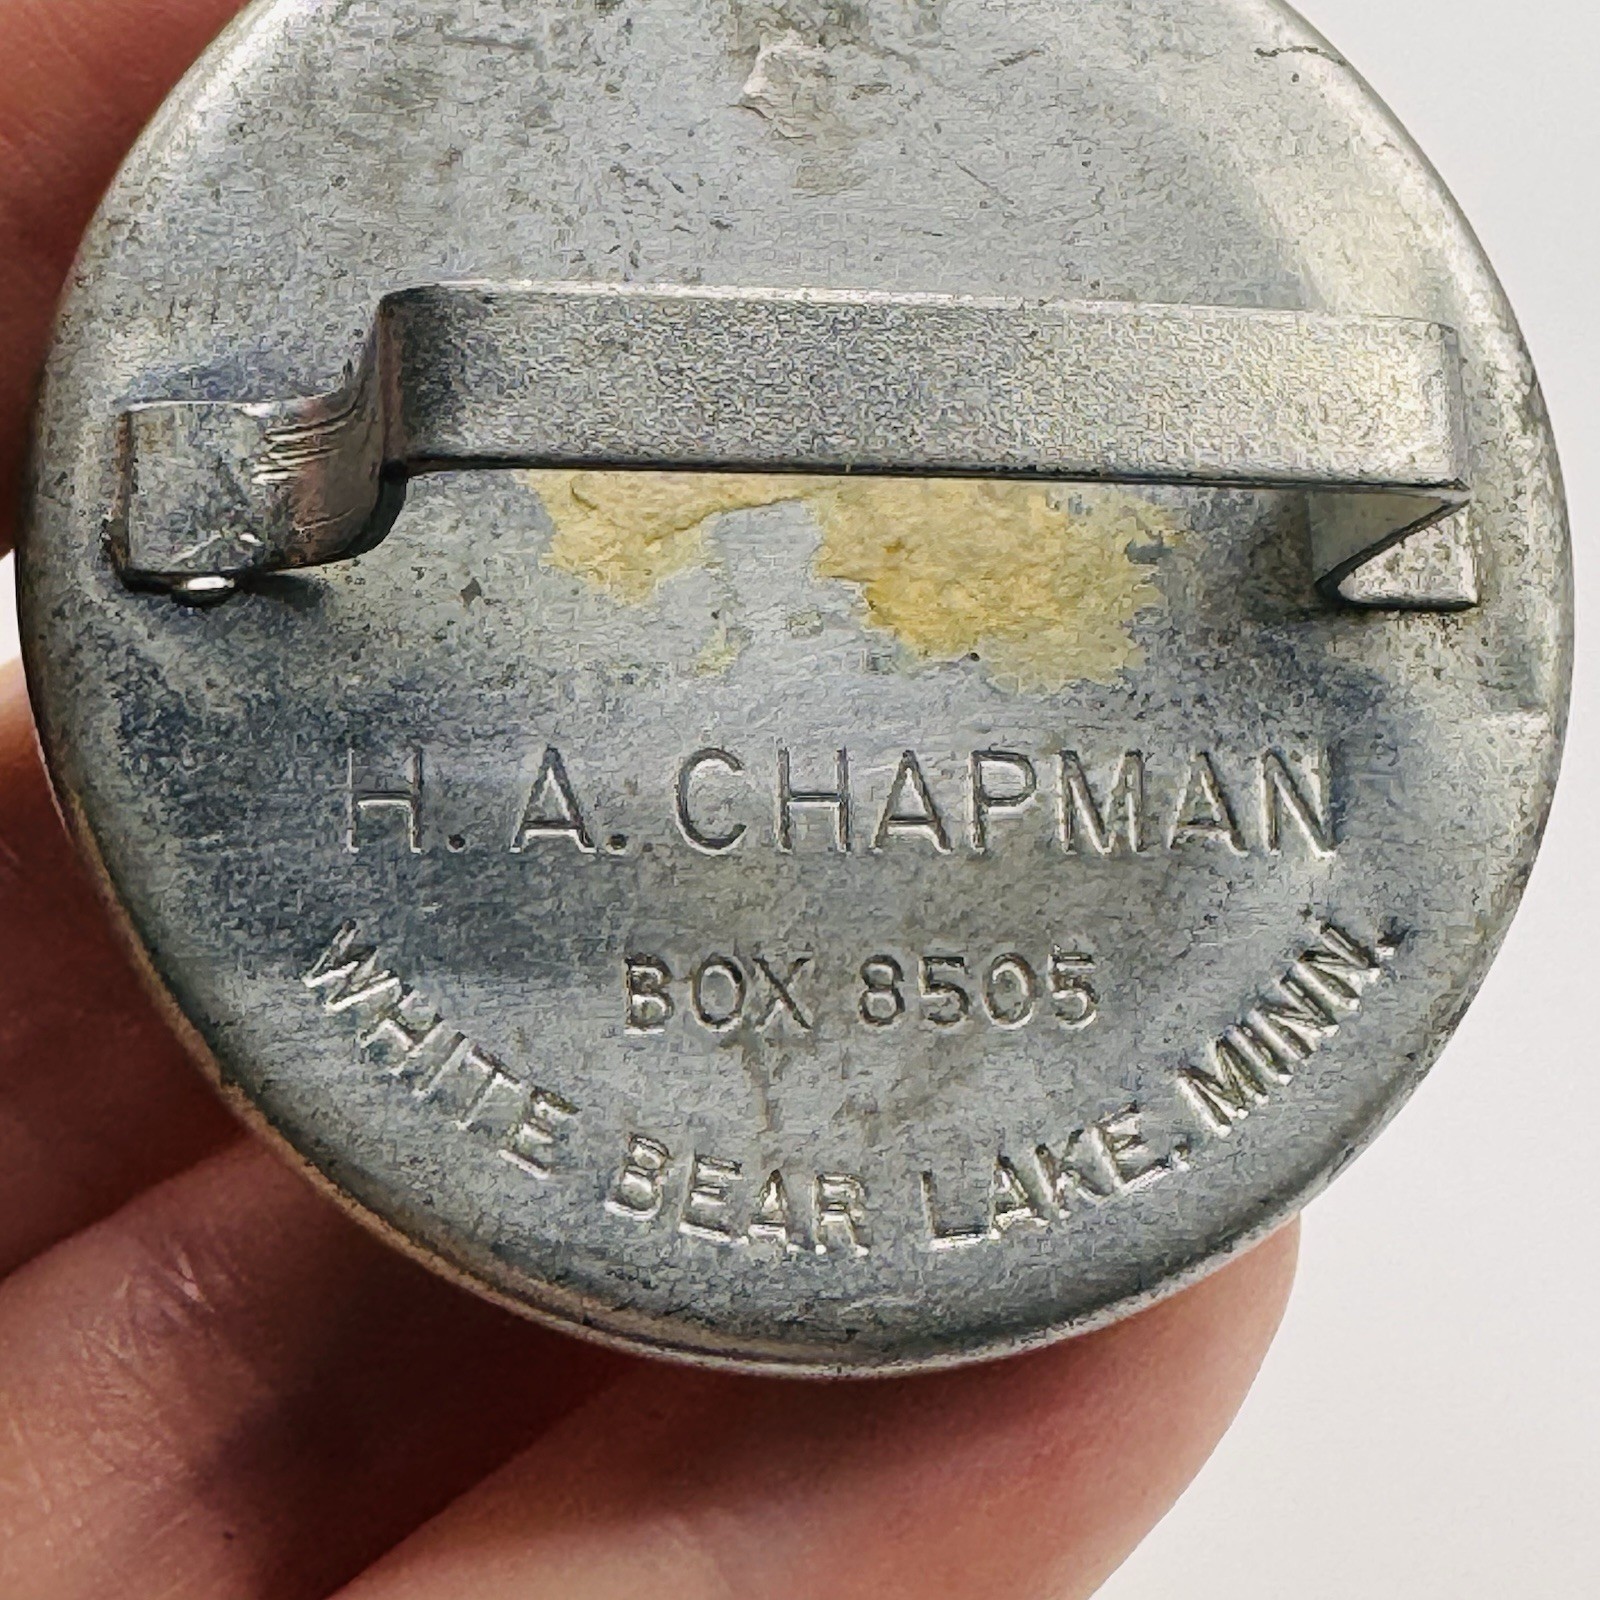 H. A. CHAPMAN
BOX 8505
WHITE BEAR LAKE, MINN.